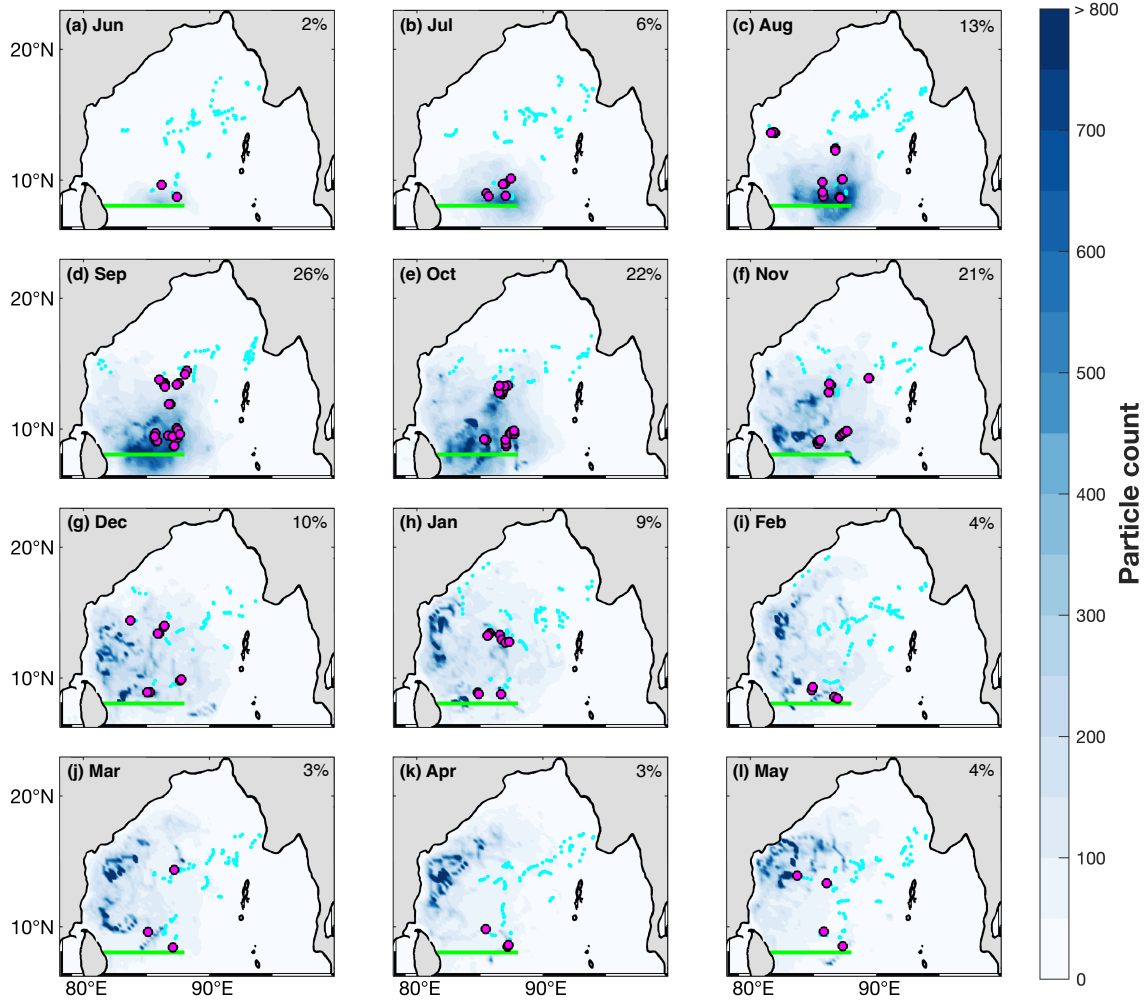 (a) Jun 2%
(b) Jul 6%
(c) Aug 13%
> 800
20°N
10°N
700
600
(d) Sep 26%
(e) Oct 22%
(f) Nov 21%
20°N
10°N
500
400
Particle count
(g) Dec 10%
(h) Jan 9%
(i) Feb 4%
20°N
10°N
300
200
(j) Mar 3%
(k) Apr 3%
(l) May 4%
20°N
10°N
100
0
80°E 90°E
80°E 90°E
80°E 90°E